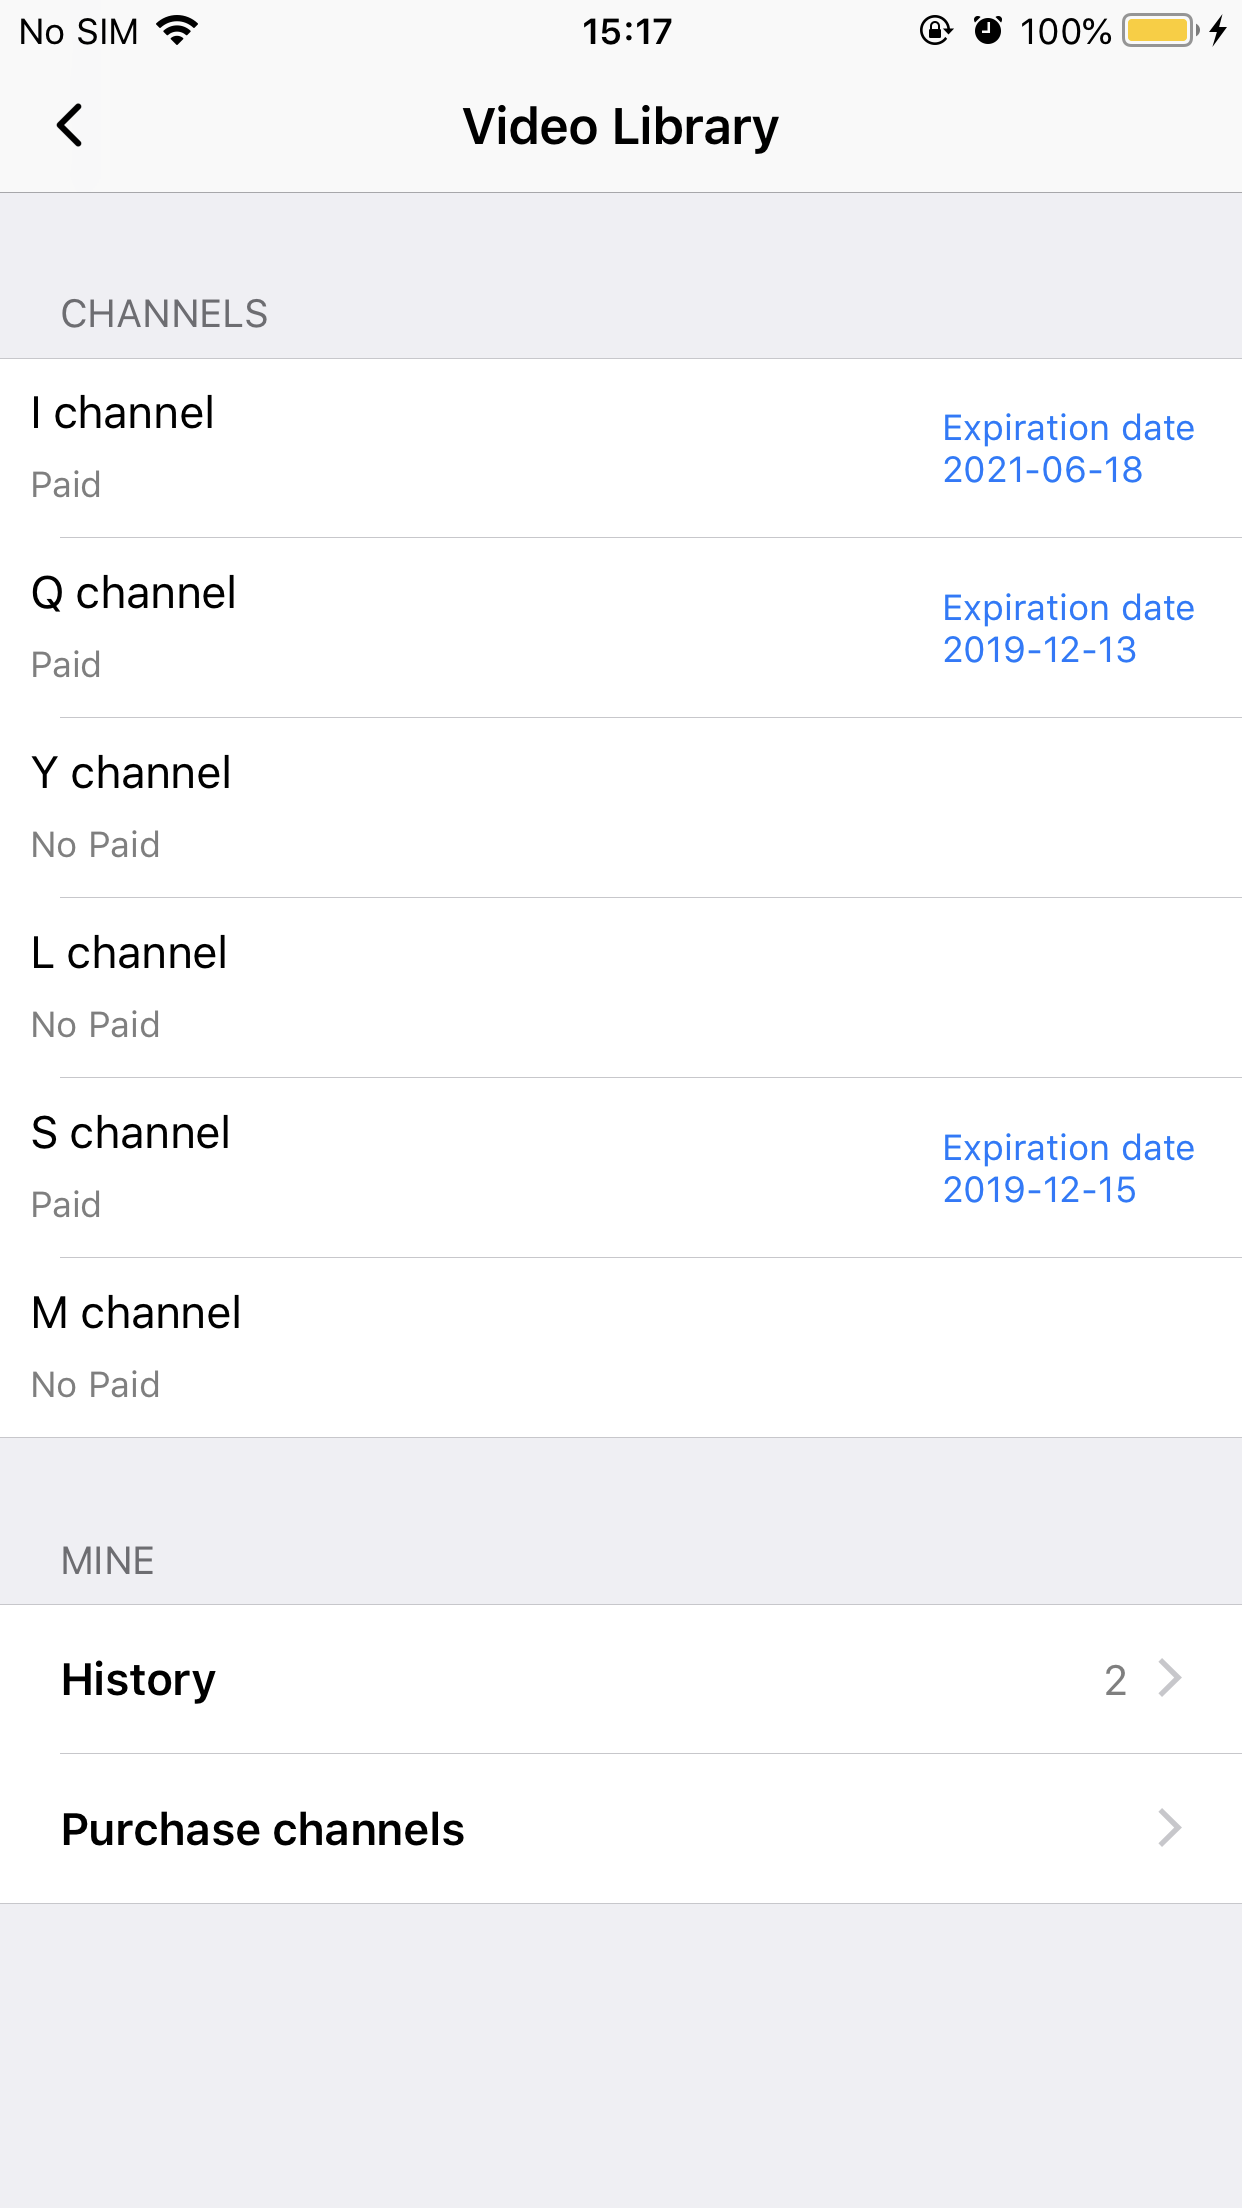 No SIM 15:17 100%
Video Library
CHANNELS
I channel
Paid
Expiration date
2021-06-18
Q channel
Paid
Expiration date
2019-12-13
Y channel
No Paid
L channel
No Paid
S channel
Paid
Expiration date
2019-12-15
M channel
No Paid
MINE
History 2
Purchase channels